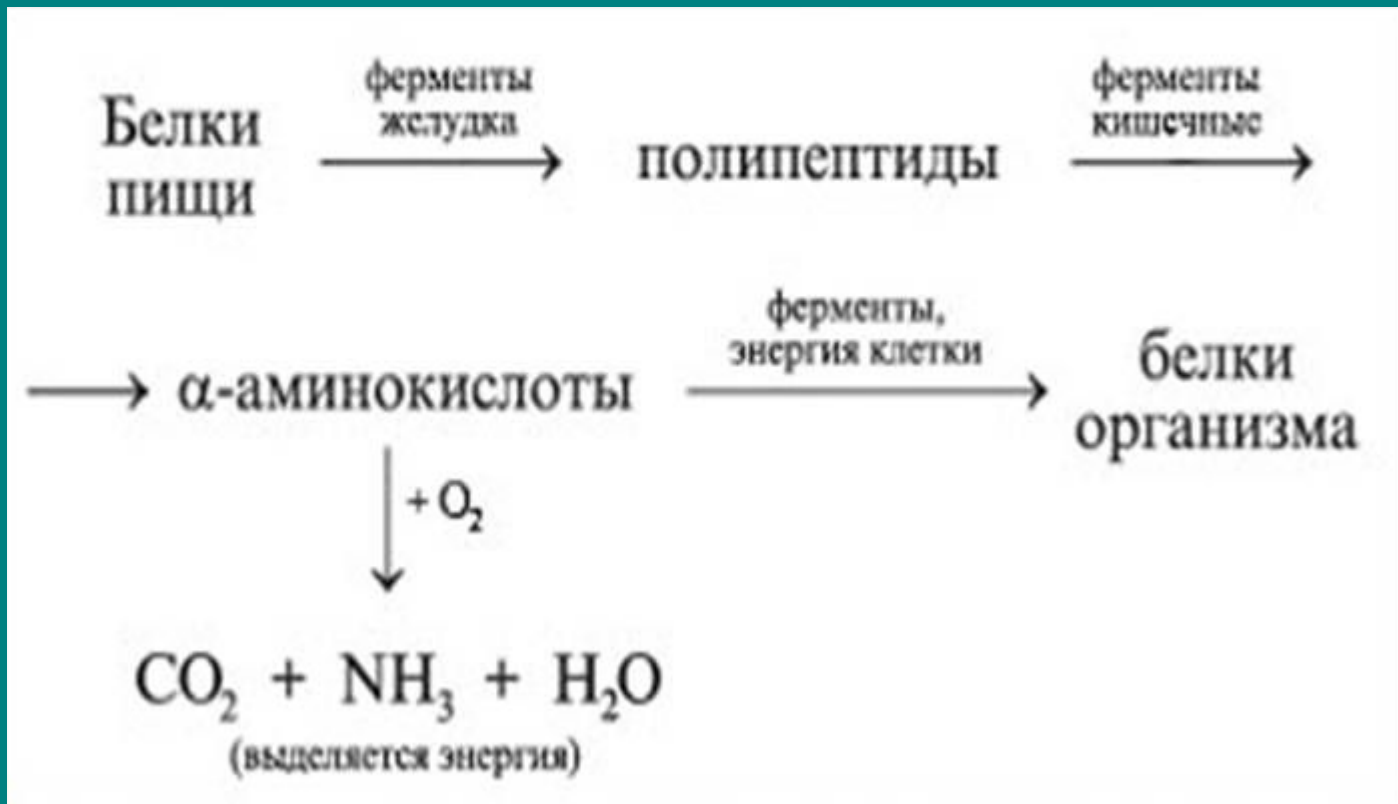 ферменты
желудка
Белки
пищи
полипептиды
ферменты
кишечные
α-аминокислоты
ферменты,
энергия клетки
белки
организма
+ O₂
CO₂ + NH₃ + H₂O
(выделяется энергия)